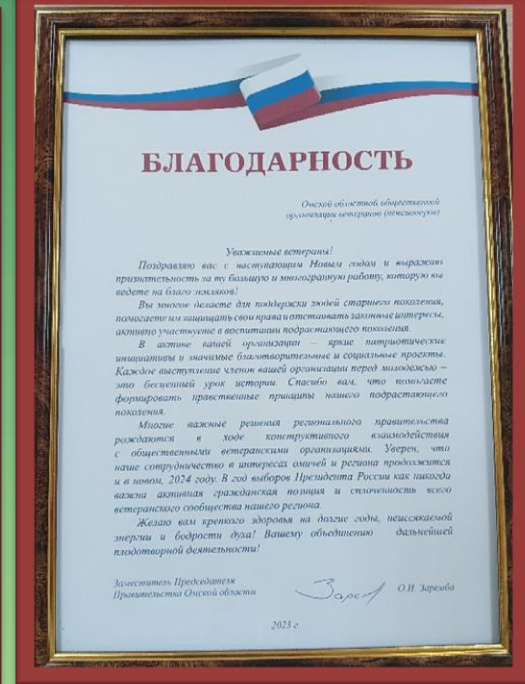 БЛАГОДАРНОСТЬ
Омской областной общественной
организации ветеранов (пенсионеров)
Уважаемые ветераны!
Поздравляю вас с наступающим Новым годом и выражаю
признательность за ту большую и многогранную работу, которую вы
ведете на благо земляков!
Вы многое делаете для поддержки людей старшего поколения,
помогаете им защищать свои права и отстаивать законные интересы,
активно участвуете в воспитании подрастающего поколения.
В активе вашей организации – яркие патриотические
инициативы и значимые благотворительные и социальные проекты.
Каждое выступление членов вашей организации перед молодежью –
это бесценный урок истории. Спасибо вам, что помогаете
формировать нравственные принципы нашего подрастающего
поколения.
Многие важные решения регионального правительства
рождаются в ходе конструктивного взаимодействия
с общественными ветеранскими организациями. Уверен, что
наше сотрудничество в интересах омичей и региона продолжится
и в новом, 2024 году. В год выборов Президента России как никогда
важна активная гражданская позиция и сплоченность всего
ветеранского сообщества нашего региона.
Желаю вам крепкого здоровья на долгие годы, неиссякаемой
энергии и бодрости духа! Вашему объединению дальнейшей
плодотворной деятельности!
Заместитель Председателя
Правительства Омской области О.И. Заремба
2023 г.